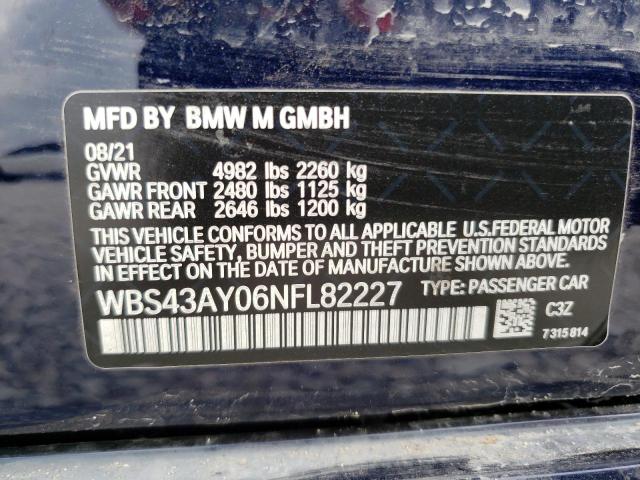 MFD BY BMW M GMBH
08/21
GVWR 4982 lbs 2260 kg
GAWR FRONT 2480 lbs 1125 kg
GAWR REAR 2646 lbs 1200 kg
THIS VEHICLE CONFORMS TO ALL APPLICABLE U.S.FEDERAL MOTOR
VEHICLE SAFETY, BUMPER AND THEFT PREVENTION STANDARDS
IN EFFECT ON THE DATE OF MANUFACTURE SHOWN ABOVE.
WBS43AY06NFL82227 TYPE: PASSENGER CAR
C3Z
7315814